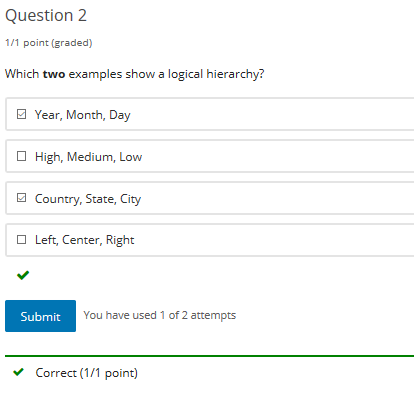 Question 2
1/1 point (graded)
Which two examples show a logical hierarchy?
Year, Month, Day
High, Medium, Low
Country, State, City
Left, Center, Right
Submit You have used 1 of 2 attempts
Correct (1/1 point)